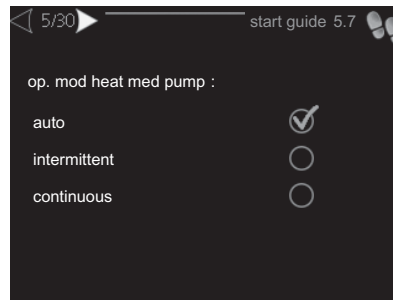 5/30
start guide 5.7
op. mod heat med pump :
auto
intermittent
continuous